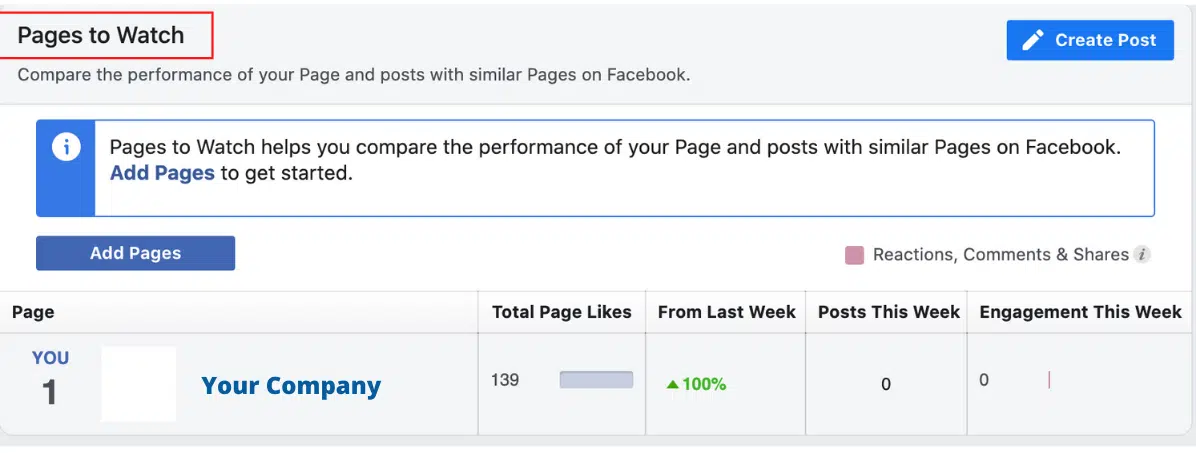 Pages to Watch
Create Post
Compare the performance of your Page and posts with similar Pages on Facebook.
i
Pages to Watch helps you compare the performance of your Page and posts with similar Pages on Facebook.
Add Pages to get started.
Add Pages
Reactions, Comments & Shares i
Page Total Page Likes From Last Week Posts This Week Engagement This Week
YOU
1 Your Company 139 100% 0 0